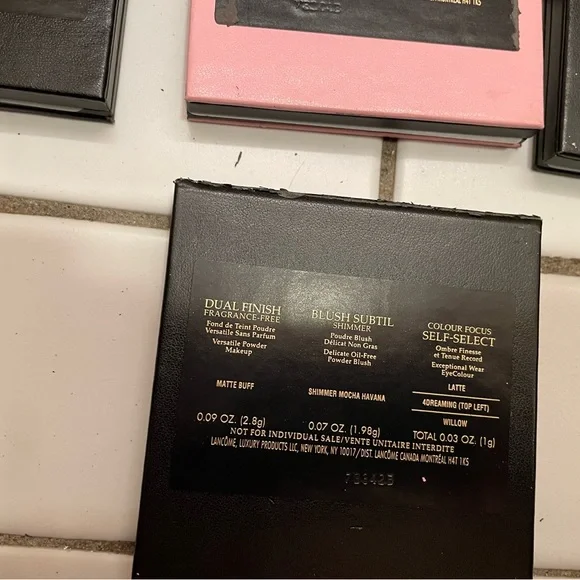 MONTRÉAL H4T 1K5
DUAL FINISH
FRAGRANCE-FREE
Fond de Teint Poudre
Versatile Sans Parfum
Versatile Powder
Makeup
MATTE BUFF
0.09 OZ. (2.8g)
BLUSH SUBTIL
SHIMMER
Poudre Blush
Délicat Non Gras
Delicate Oil-Free
Powder Blush
SHIMMER MOCHA HAVANA
0.07 OZ. (1.98g)
COLOUR FOCUS
SELF-SELECT
Ombre Finesse
et Tenue Record
Exceptional Wear
EyeColour
LATTE
4DREAMING (TOP LEFT)
WILLOW
TOTAL 0.03 OZ. (1g)
NOT FOR INDIVIDUAL SALE/VENTE UNITAIRE INTERDITE
LANCÔME, LUXURY PRODUCTS LLC, NEW YORK, NY 10017/DIST. LANCÔME CANADA MONTRÉAL H4T 1K5